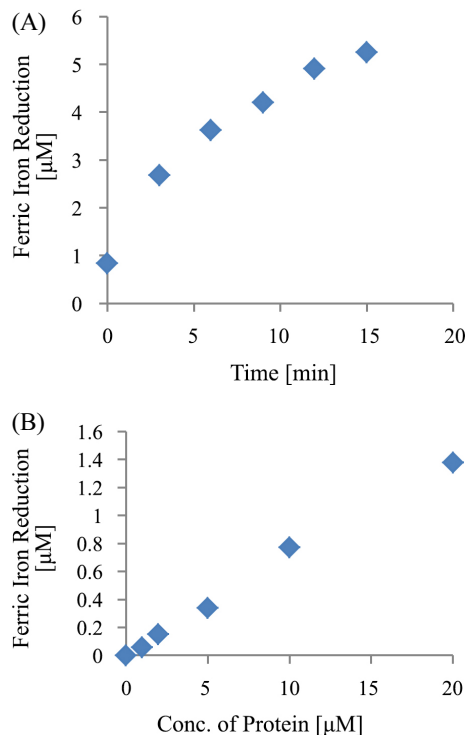 (A)
Ferric Iron Reduction
[µM]
6
5
4
3
2
1
0
0 5 10 15 20
Time [min]
(B)
Ferric Iron Reduction
[µM]
1.6
1.4
1.2
1
0.8
0.6
0.4
0.2
0
0 5 10 15 20
Conc. of Protein [µM]